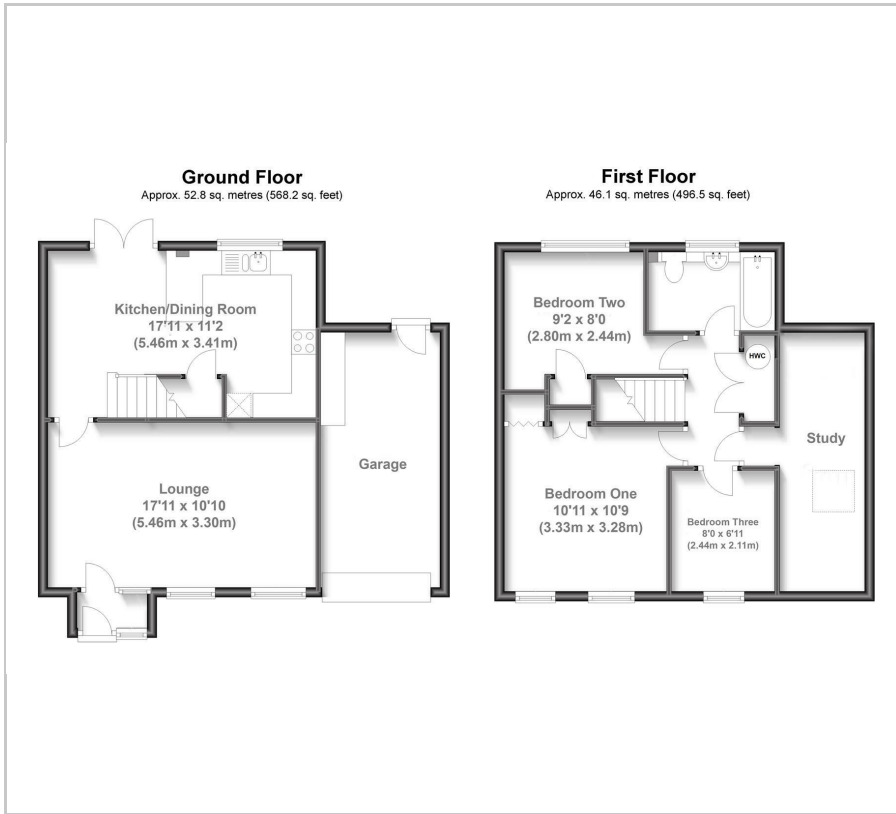 Ground Floor
Approx. 52.8 sq. metres (568.2 sq. feet)
Kitchen/Dining Room
17'11 x 11'2
(5.46m x 3.41m)
Lounge
17'11 x 10'10
(5.46m x 3.30m)
Garage
First Floor
Approx. 46.1 sq. metres (496.5 sq. feet)
Bedroom Two
9'2 x 8'0
(2.80m x 2.44m)
HWC
Study
Bedroom One
10'11 x 10'9
(3.33m x 3.28m)
Bedroom Three
8'0 x 6'11
(2.44m x 2.11m)